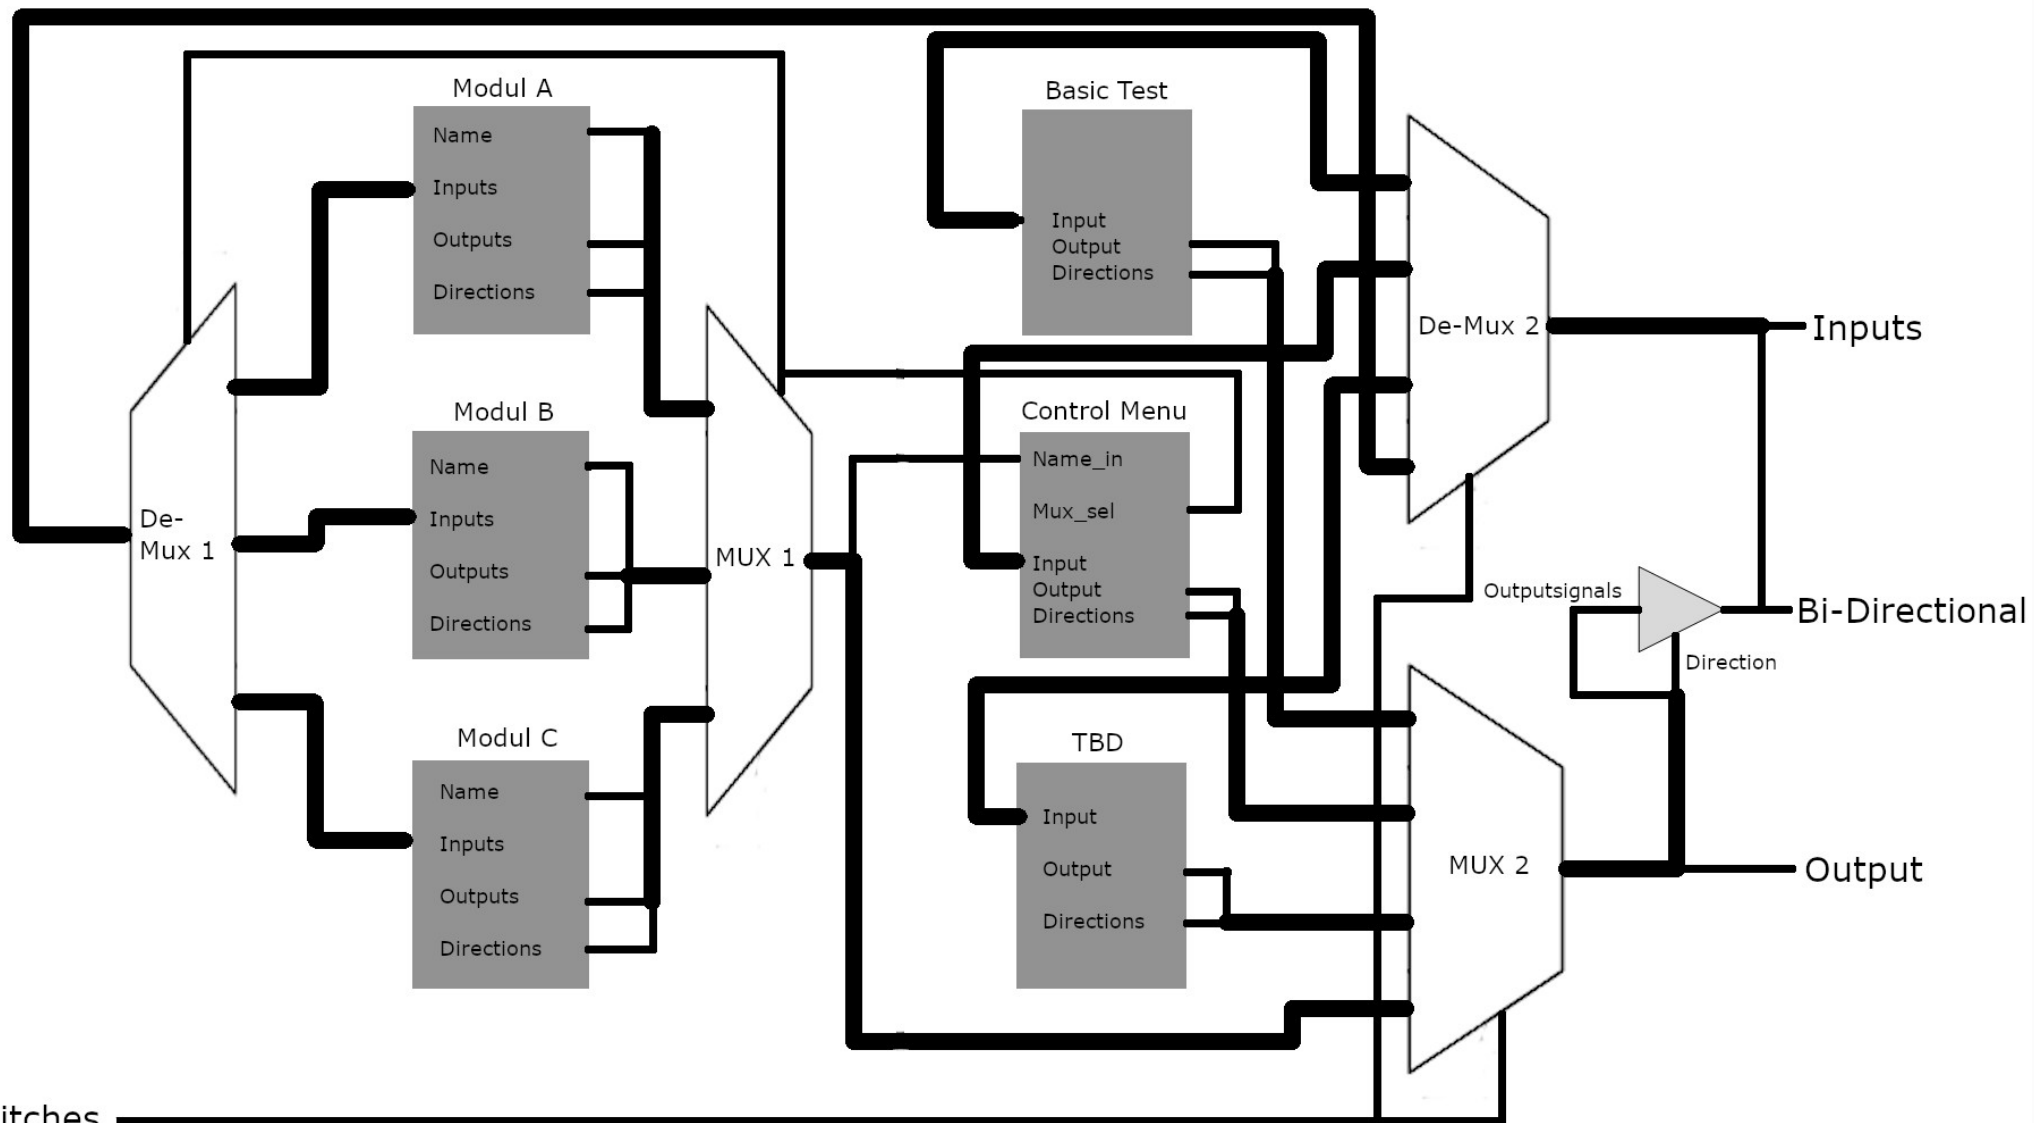 Modul A
Name
Inputs
Outputs
Directions
Modul B
Name
Inputs
Outputs
Directions
Modul C
Name
Inputs
Outputs
Directions
De-
Mux 1
MUX 1
Basic Test
Input
Output
Directions
Control Menu
Name_in
Mux_sel
Input
Output
Directions
TBD
Input
Output
Directions
De-Mux 2
MUX 2
Inputs
Outputsignals
Bi-Directional
Direction
Output
itches